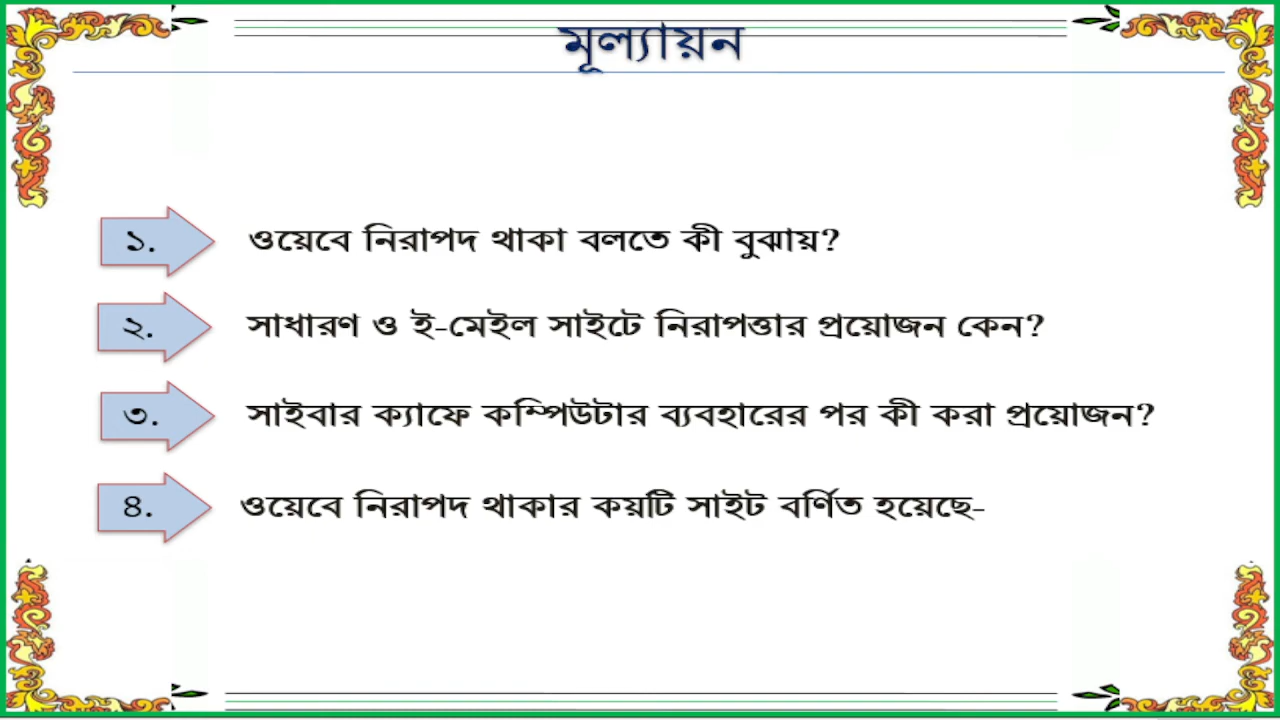 মূল্যায়ন
১. ওয়েবে নিরাপদ থাকা বলতে কী বুঝায়?
২. সাধারণ ও ই-মেইল সাইটে নিরাপত্তার প্রয়োজন কেন?
৩. সাইবার ক্যাফে কম্পিউটার ব্যবহারের পর কী করা প্রয়োজন?
৪. ওয়েবে নিরাপদ থাকার কয়টি সাইট বর্ণিত হয়েছে-